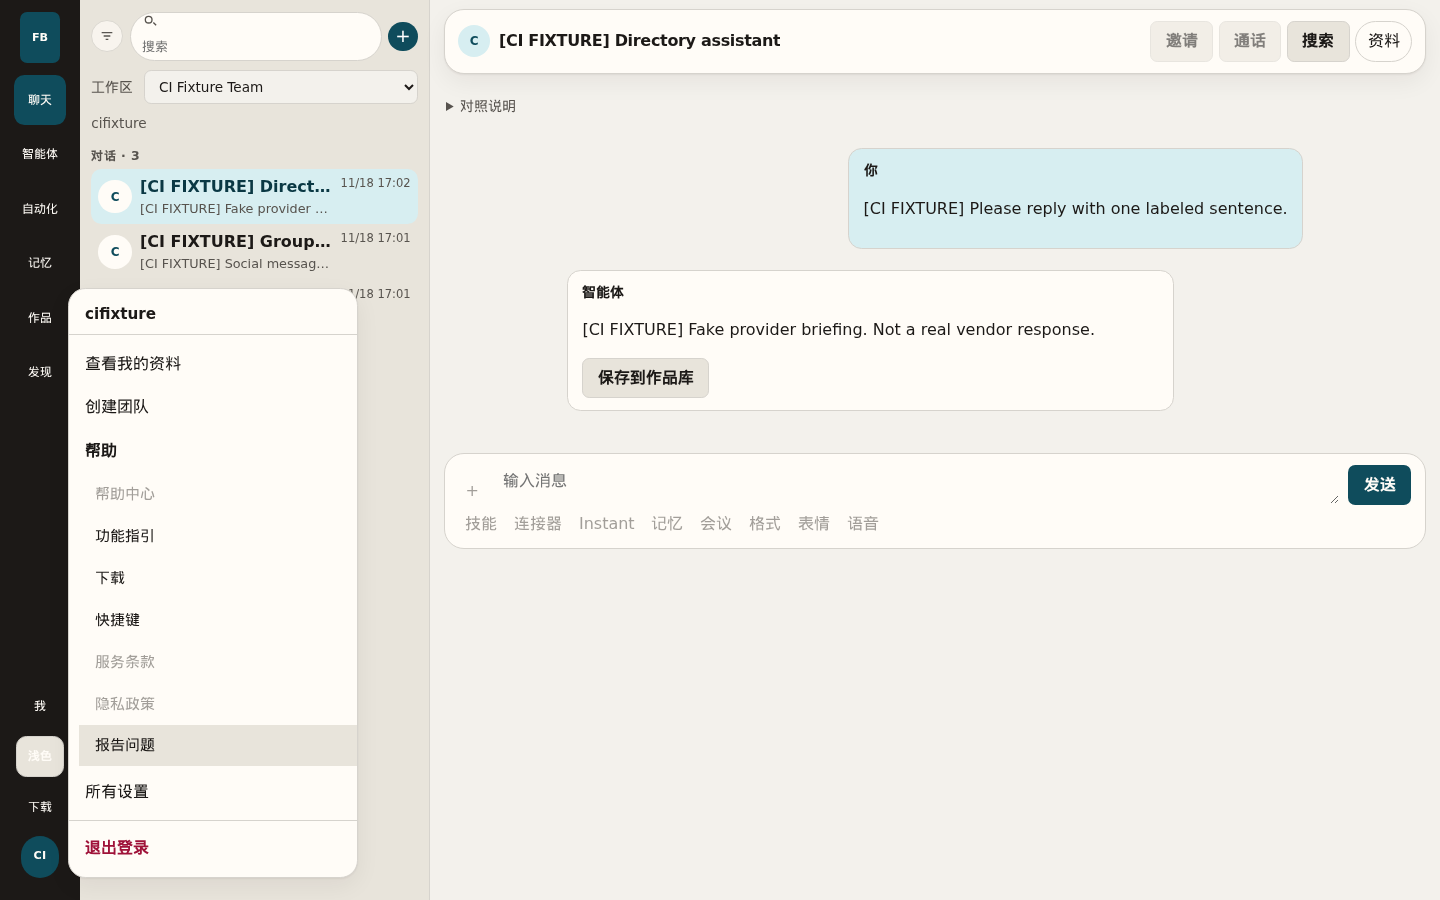 FB
聊天
智能体
自动化
记忆
作品
发现
我
浅色
下载
CI
搜索
+
工作区
CI Fixture Team
cifixture
对话 · 3
C
[CI FIXTURE] Direct...
11/18 17:02
[CI FIXTURE] Fake provider ...
C
[CI FIXTURE] Group...
11/18 17:01
[CI FIXTURE] Social messag...
/18 17:01
cifixture
查看我的资料
创建团队
帮助
帮助中心
功能指引
下载
快捷键
服务条款
隐私政策
报告问题
所有设置
退出登录
C
[CI FIXTURE] Directory assistant
邀请
通话
搜索
资料
对照说明
你
[CI FIXTURE] Please reply with one labeled sentence.
智能体
[CI FIXTURE] Fake provider briefing. Not a real vendor response.
保存到作品库
+
输入消息
发送
技能 连接器 Instant 记忆 会议 格式 表情 语音